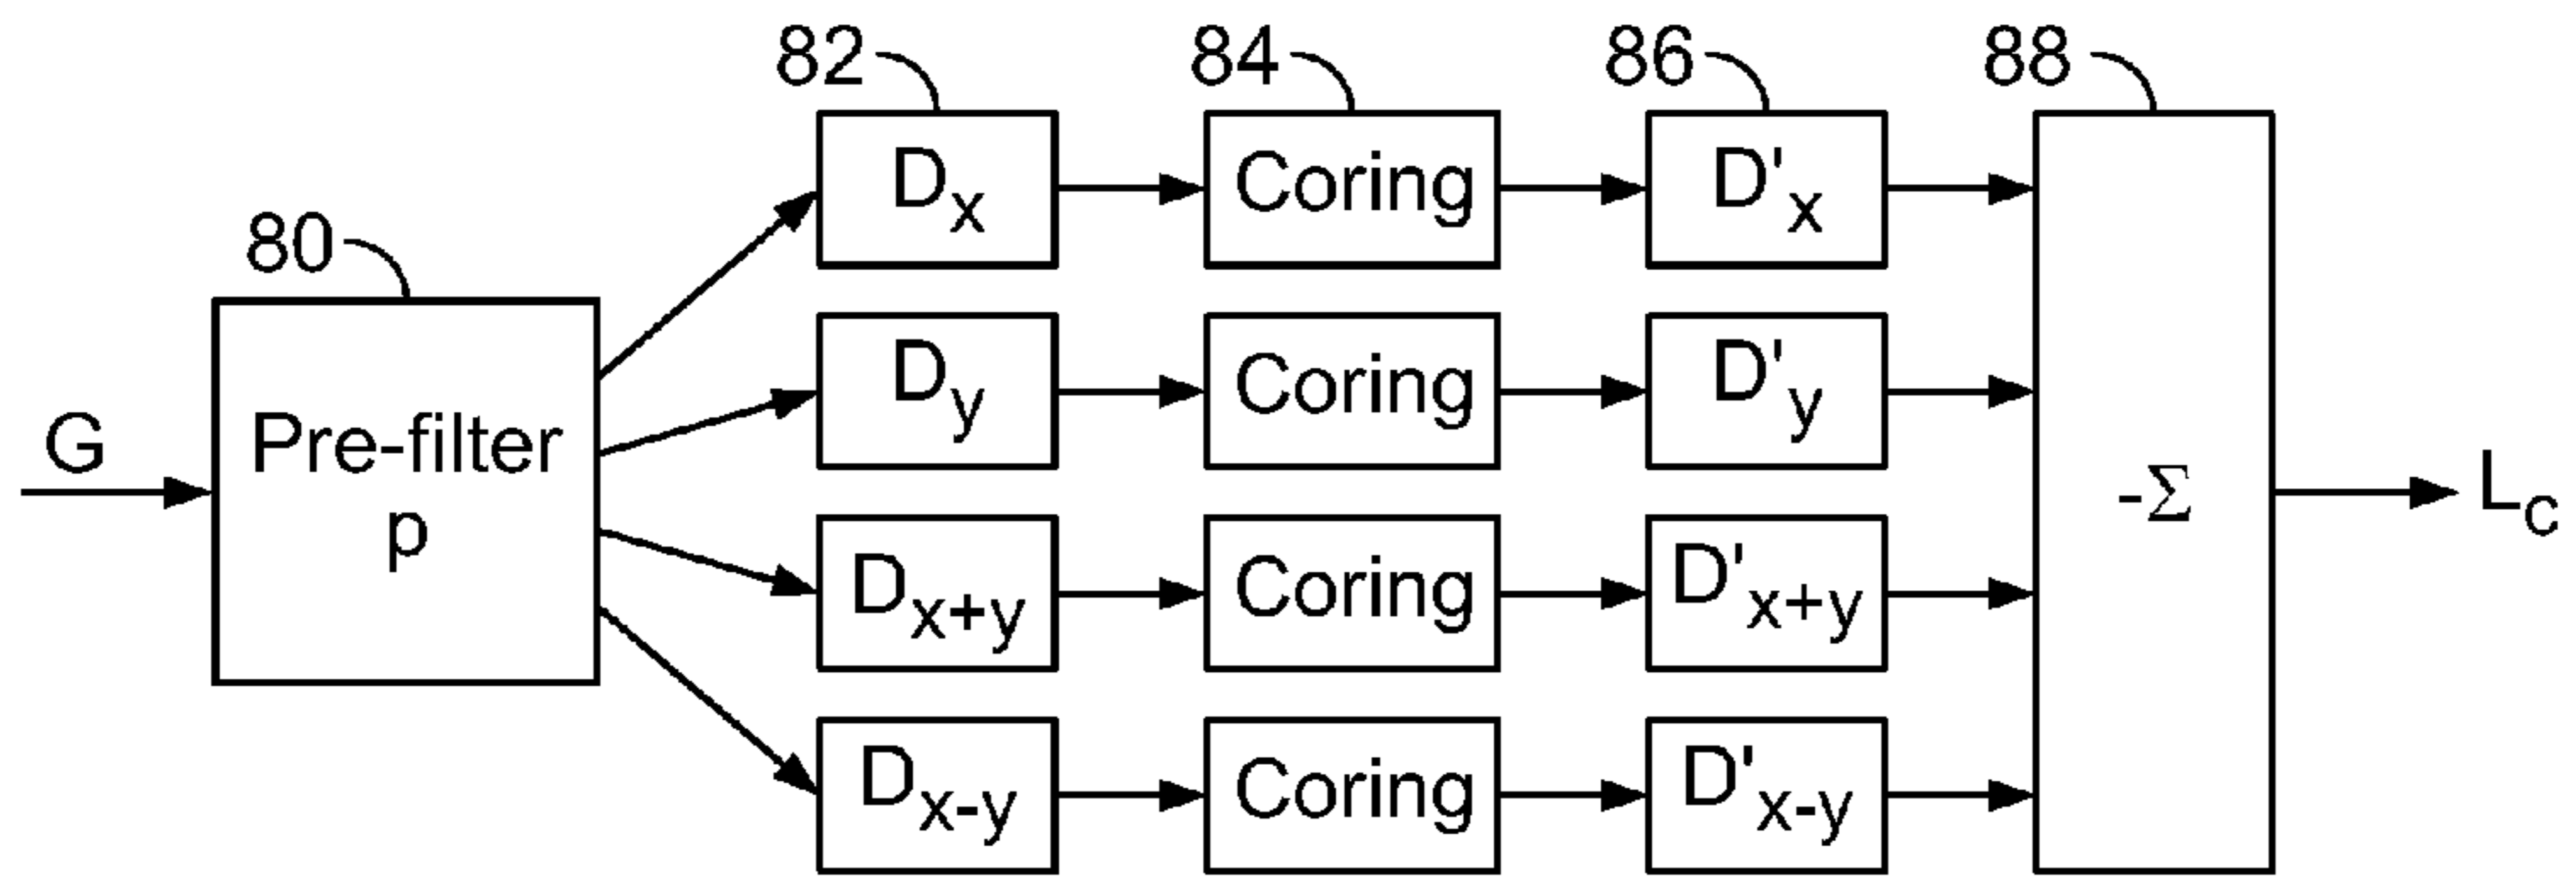 82 84 86 88
80
G
Pre-filter
p
Dx Coring D'x
Dy Coring D'y
Dx+y Coring D'x+y
Dx-y Coring D'x-y
-Σ
Lc